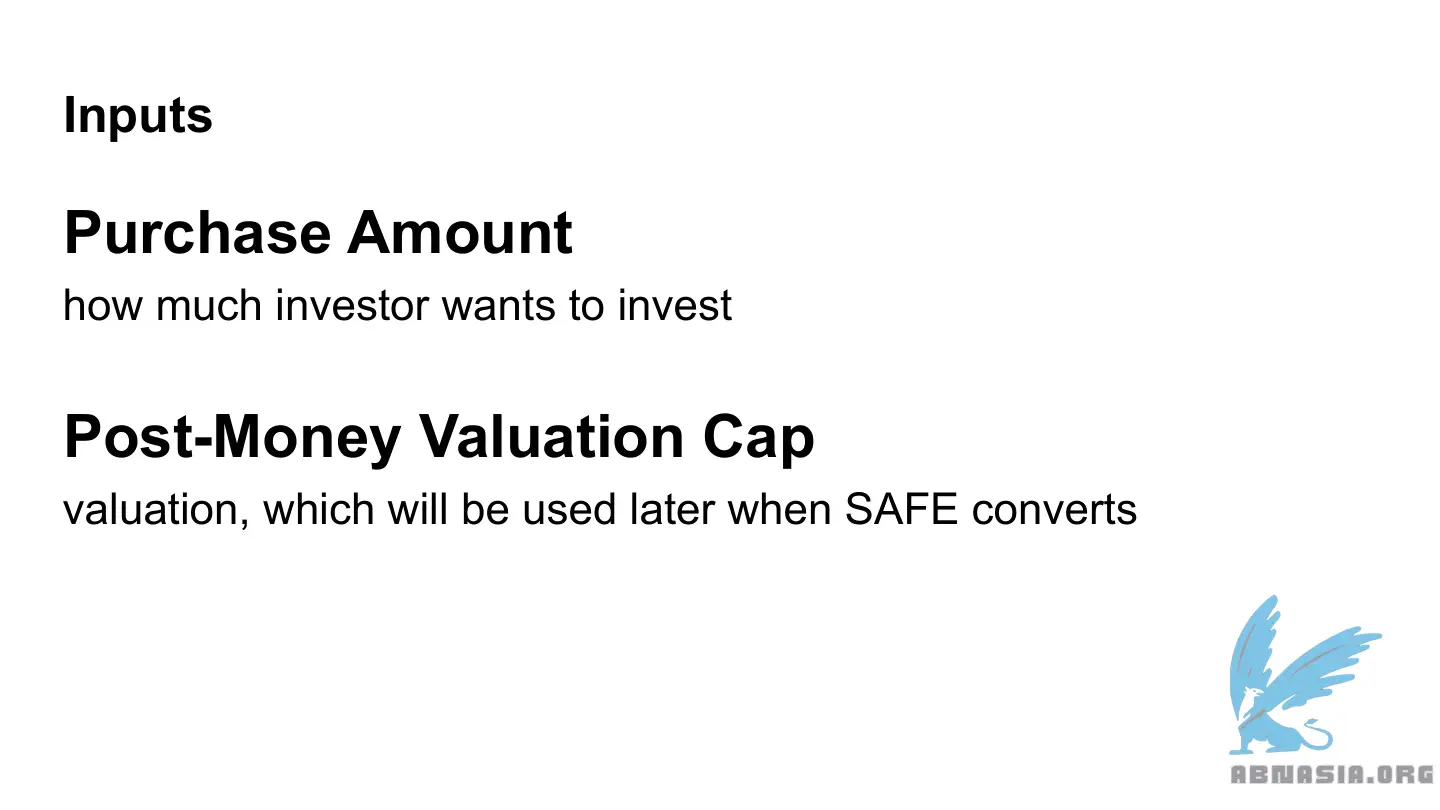 Inputs
Purchase Amount
how much investor wants to invest
Post-Money Valuation Cap
valuation, which will be used later when SAFE converts
ABNASIA.ORG